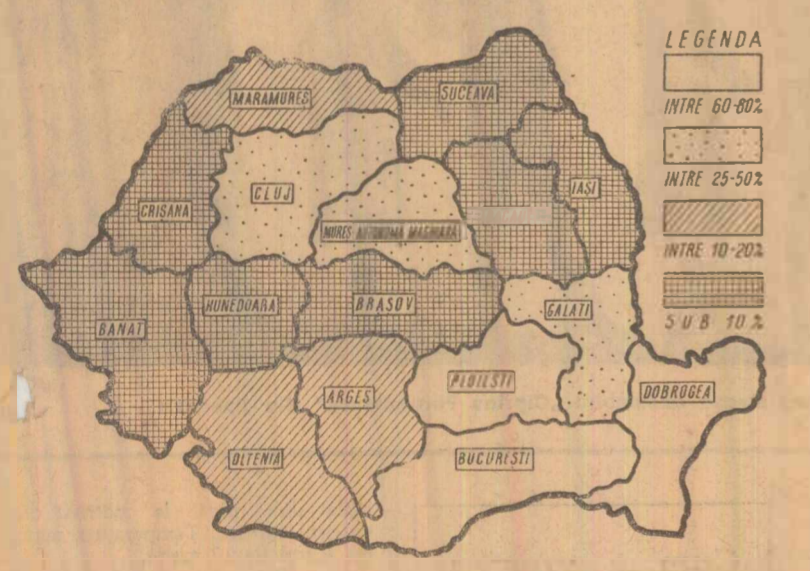 LEGENDA
INTRE 60-80%
INTRE 25-50%
INTRE 10-20%
SUB 10%
MARAMURES
SUCEAVA
CRISANA
CLUJ
IASI
MURES-AUTONOMA MAGHIARA
BANAT
HUNEDOARA
BRASOV
GALATI
ARGES
PLOIESTI
DOBROGEA
OLTENIA
BUCURESTI